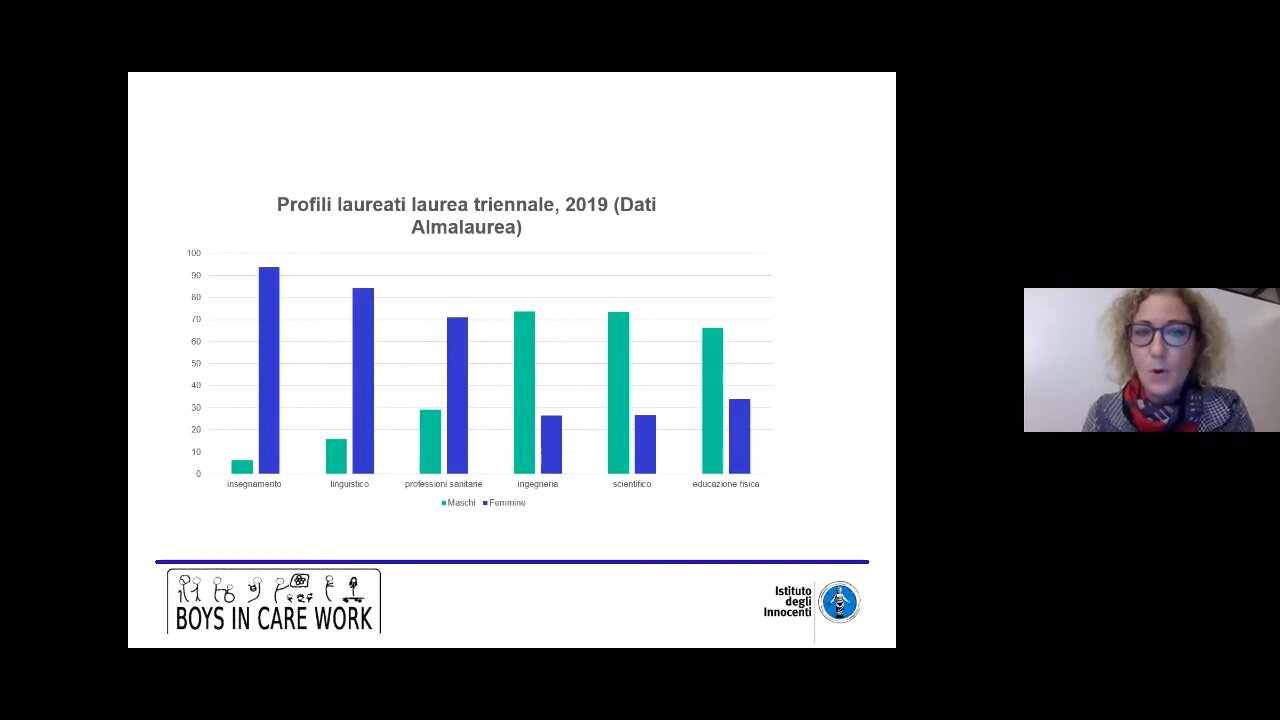 Profili laureati laurea triennale, 2019 (Dati
Almalaurea)
100
90
80
70
60
50
40
30
20
10
0
insegnamento linguistico professioni sanitarie ingegneria scientifico educazione fisica
Maschi Femmine
BOYS IN CARE WORK
Istituto
degli
Innocenti